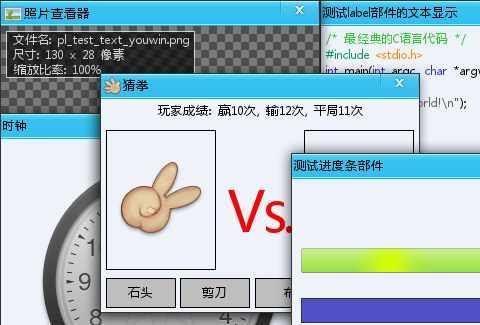 照片查看器
文件名: pl_test_text_youwin.png
尺寸: 130 x 28 像素
缩放比率: 100%
测试label部件的文本显示
/* 最经典的C语言代码 */
#include <stdio.h>
int main(int argc, char *argv
orld!\n");
猜拳
玩家成绩: 赢10次, 输12次, 平局11次
Vs.
石头
剪刀
时钟
10
9
8
测试进度条部件